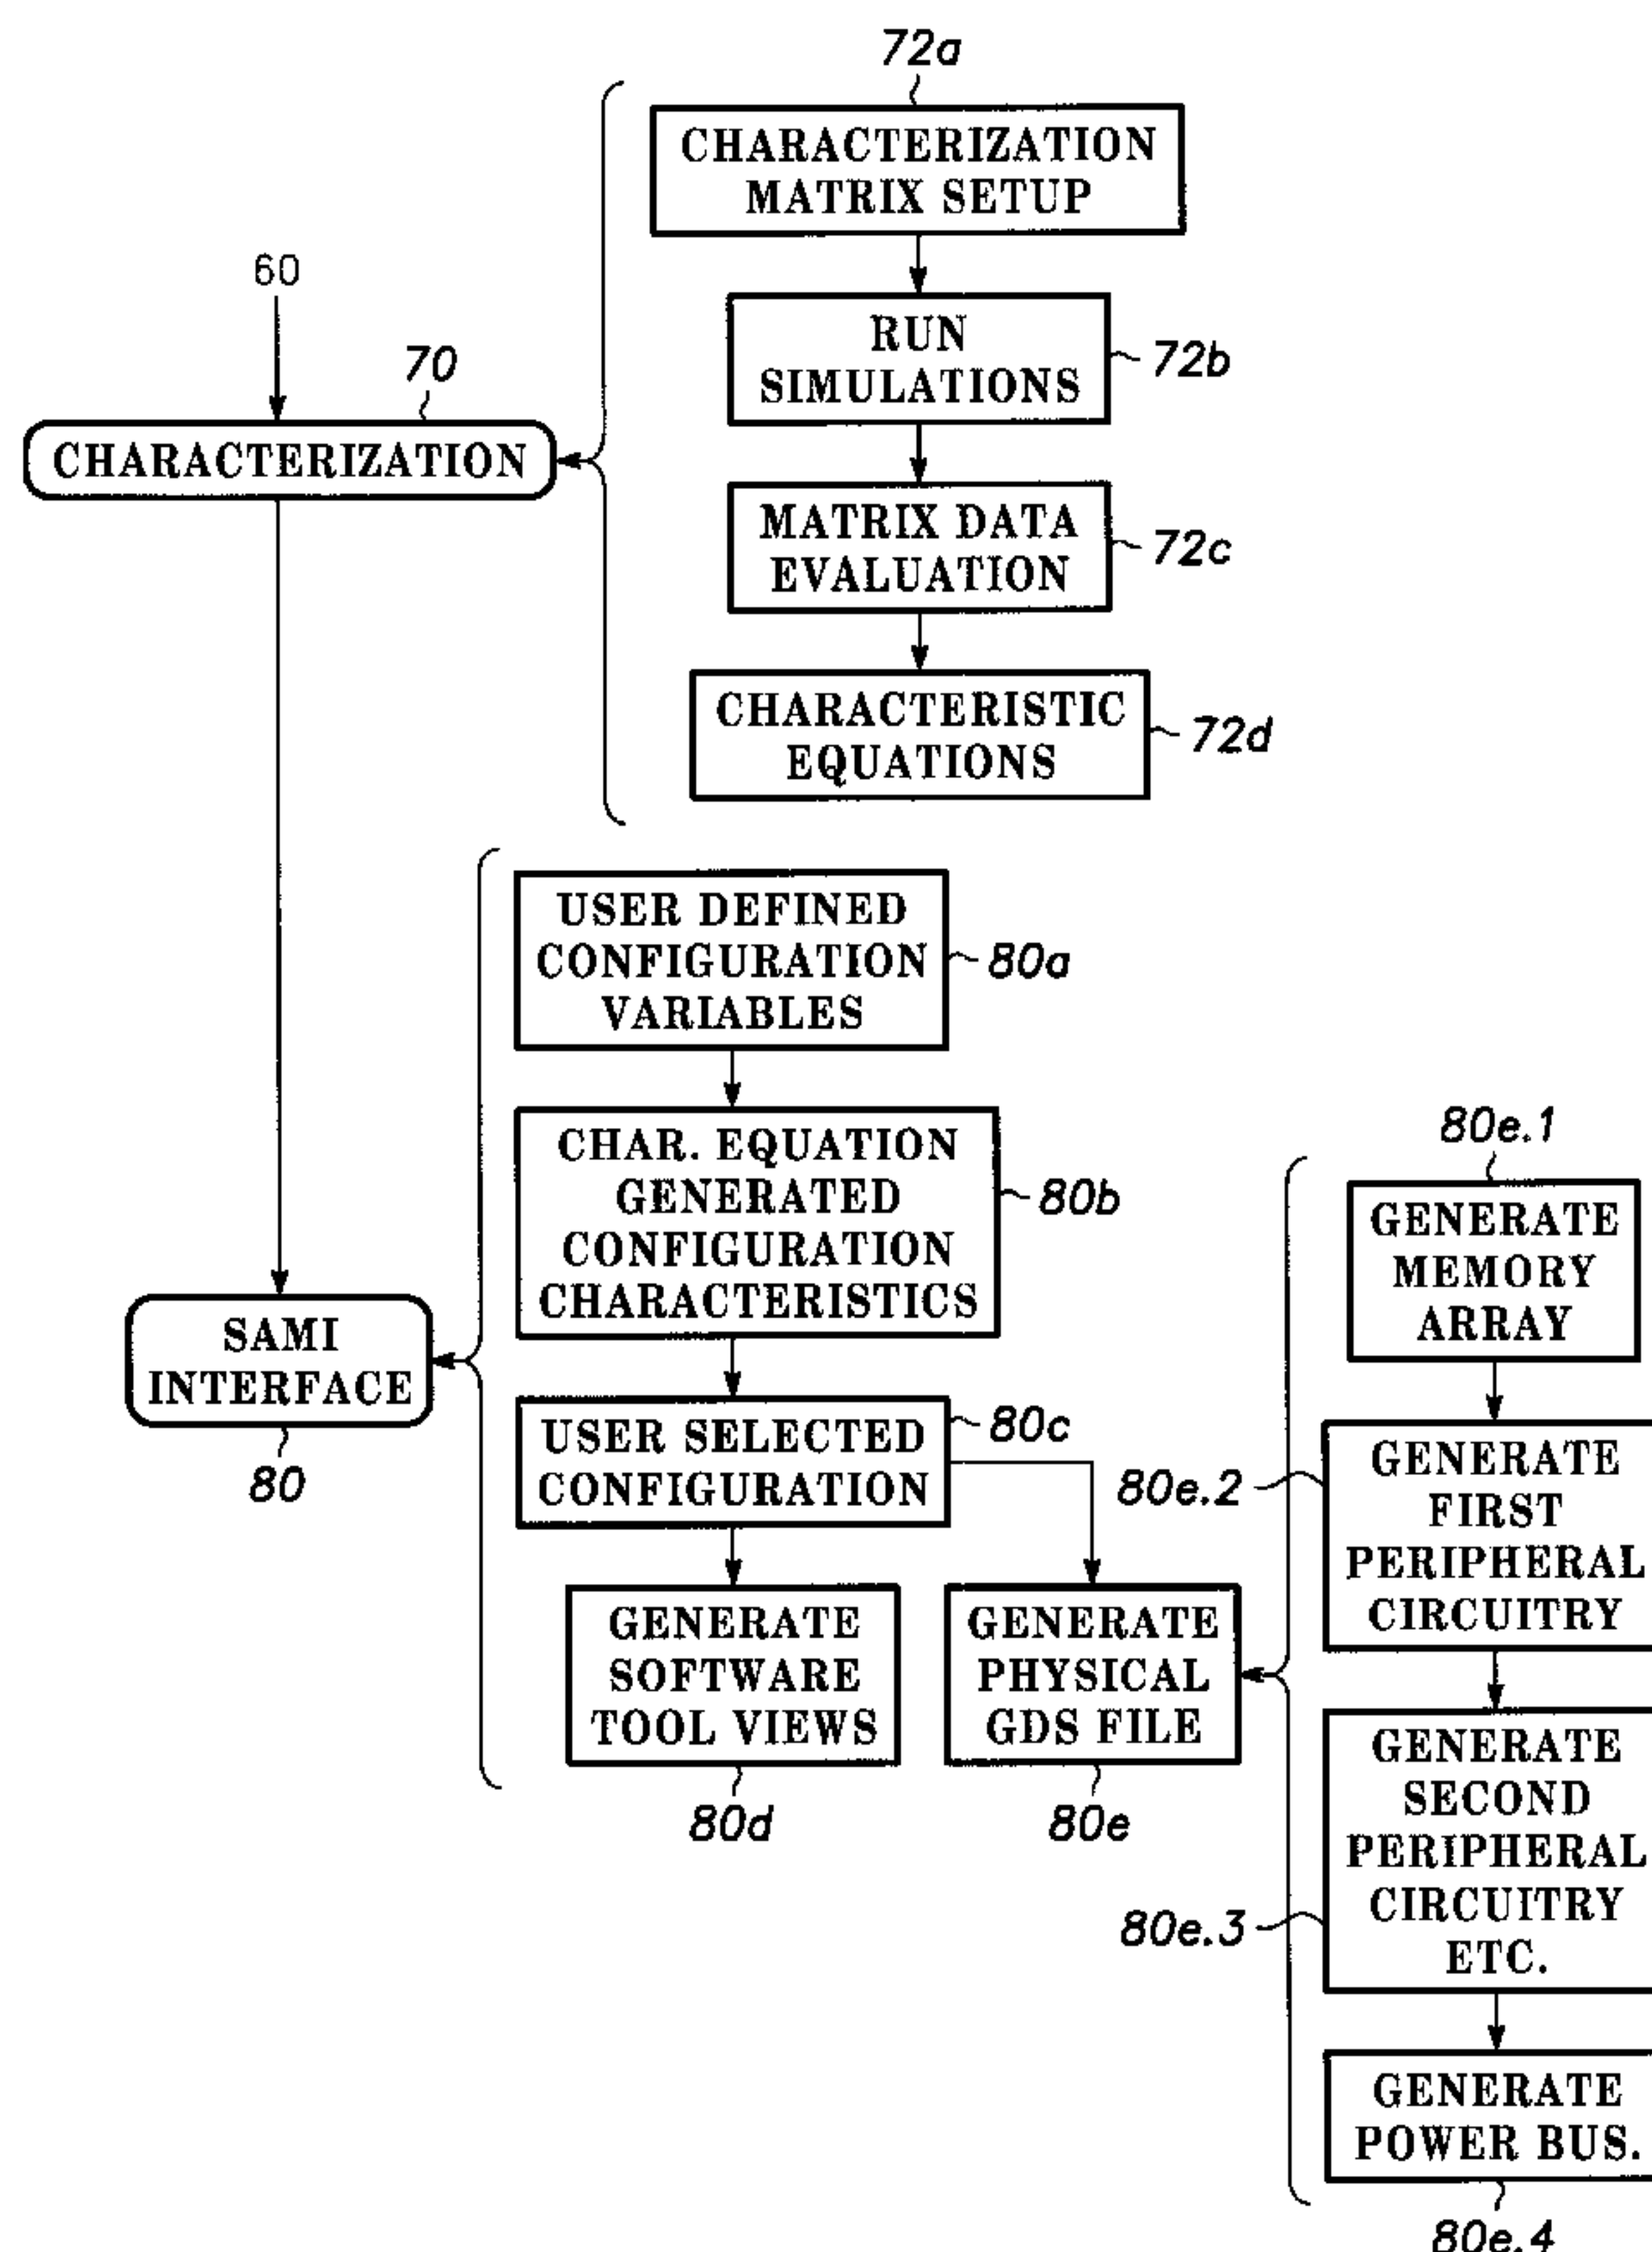 72a
CHARACTERIZATION
MATRIX SETUP
60
RUN
SIMULATIONS
72b
70
CHARACTERIZATION
MATRIX DATA
EVALUATION
72c
CHARACTERISTIC
EQUATIONS
72d
USER DEFINED
CONFIGURATION
VARIABLES
80a
CHAR. EQUATION
GENERATED
CONFIGURATION
CHARACTERISTICS
80b
SAMI
INTERFACE
80
USER SELECTED
CONFIGURATION
80c
GENERATE
SOFTWARE
TOOL VIEWS
80d
GENERATE
PHYSICAL
GDS FILE
80e
80e.1
GENERATE
MEMORY
ARRAY
80e.2
GENERATE
FIRST
PERIPHERAL
CIRCUITRY
GENERATE
SECOND
PERIPHERAL
CIRCUITRY
ETC.
80e.3
GENERATE
POWER BUS.
80e.4